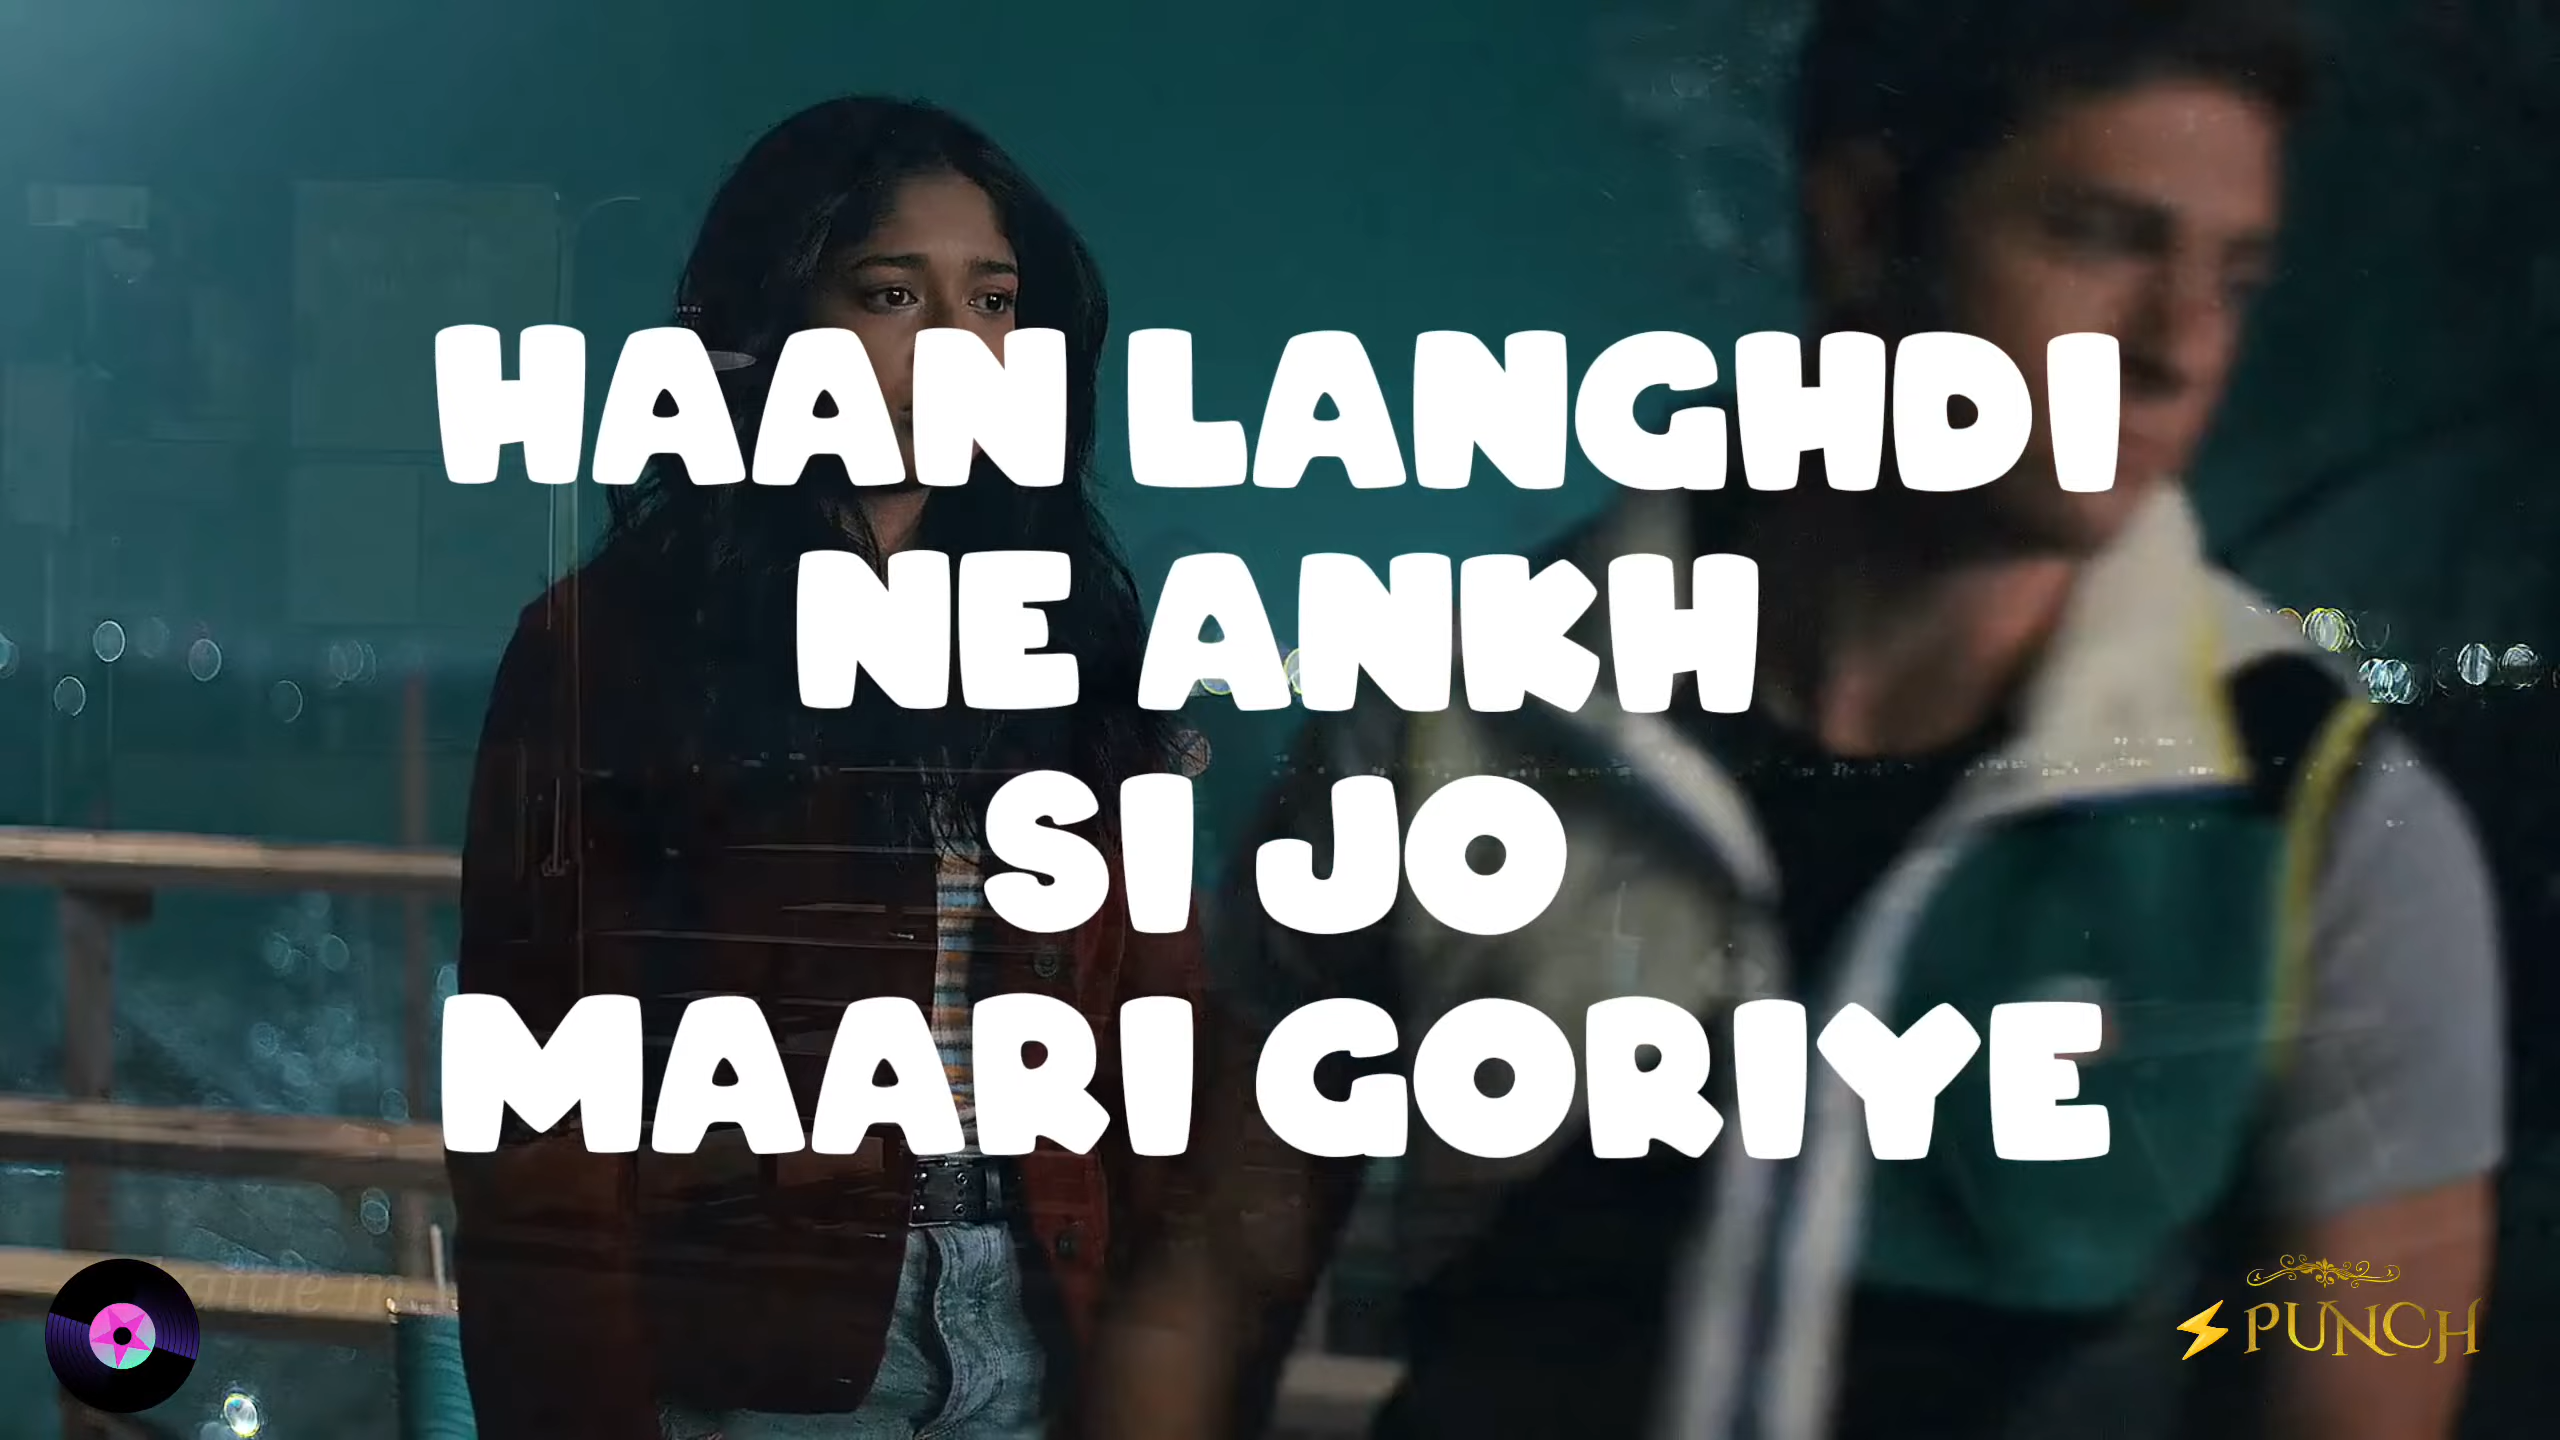 HAAN LANGHDI
NE ANKH
SI JO
MAARI GORIYE
PUNCH